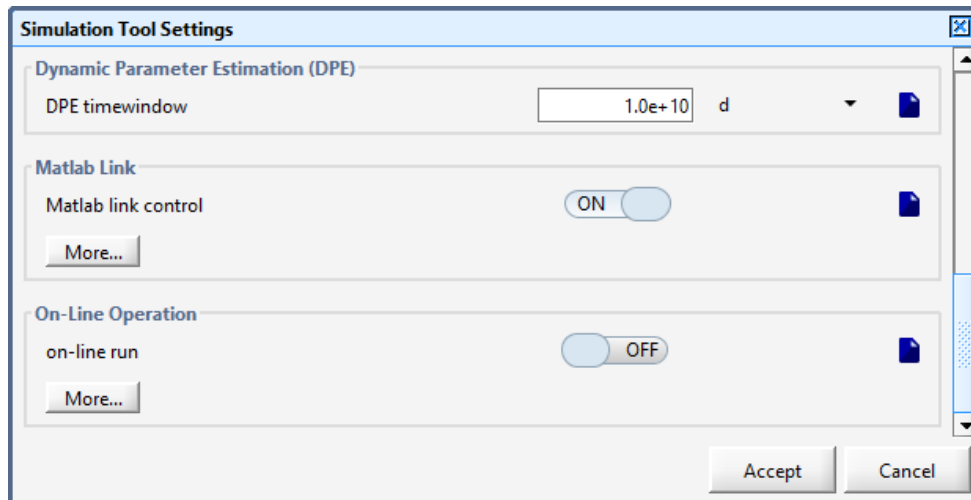 Simulation Tool Settings
Dynamic Parameter Estimation (DPE)
DPE timewindow 1.0e+10 d
Matlab Link
Matlab link control ON
More...
On-Line Operation
on-line run OFF
More...
Accept Cancel